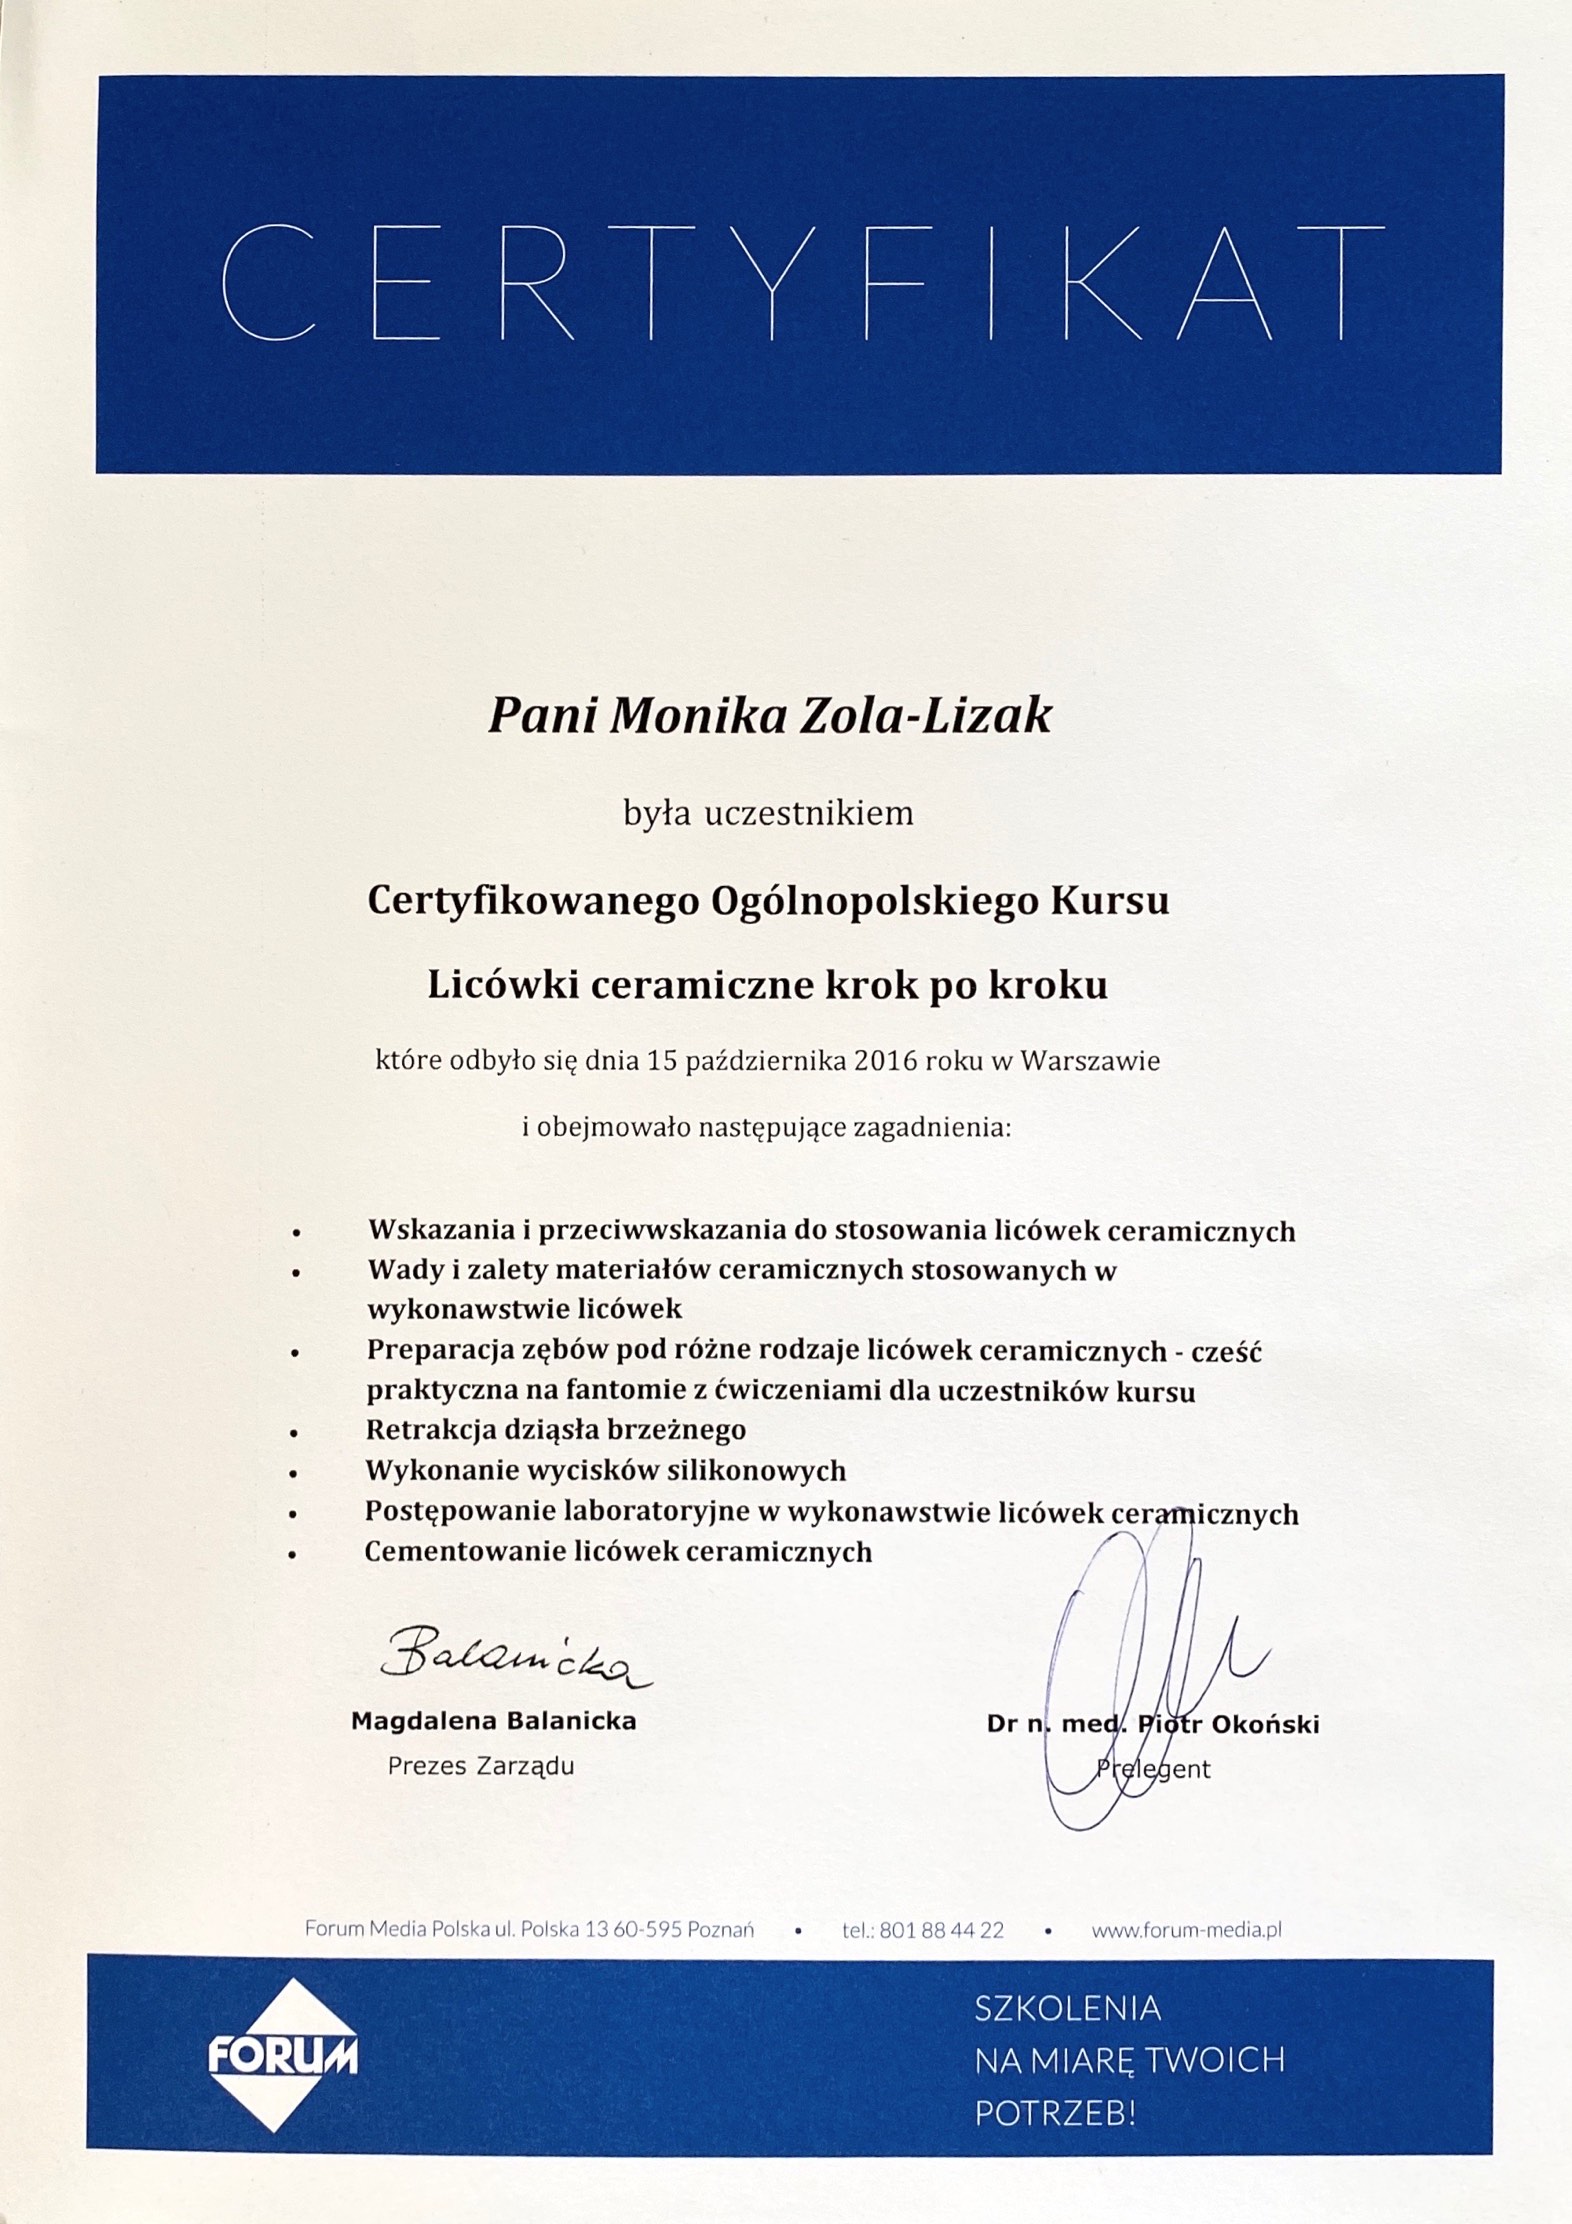 CERTYFIKAT
Pani Monika Zola-Lizak
była uczestnikiem
Certyfikowanego Ogólnopolskiego Kursu
Licówki ceramiczne krok po kroku
które odbyło się dnia 15 października 2016 roku w Warszawie
i obejmowało następujące zagadnienia:
• Wskazania i przeciwwskazania do stosowania licówek ceramicznych
• Wady i zalety materiałów ceramicznych stosowanych w
wykonawstwie licówek
• Preparacja zębów pod różne rodzaje licówek ceramicznych - cześć
praktyczna na fantomie z ćwiczeniami dla uczestników kursu
• Retrakcja dziąsła brzeżnego
• Wykonanie wycisków silikonowych
• Postępowanie laboratoryjne w wykonawstwie licówek ceramicznych
• Cementowanie licówek ceramicznych
Balanicka
Magdalena Balanicka
Prezes Zarządu
Dr n. med. Piotr Okoński
Prelegent
Forum Media Polska ul. Polska 13 60-595 Poznań • tel.: 801 88 44 22 • www.forum-media.pl
FORUM
SZKOLENIA
NA MIARĘ TWOICH
POTRZEB!